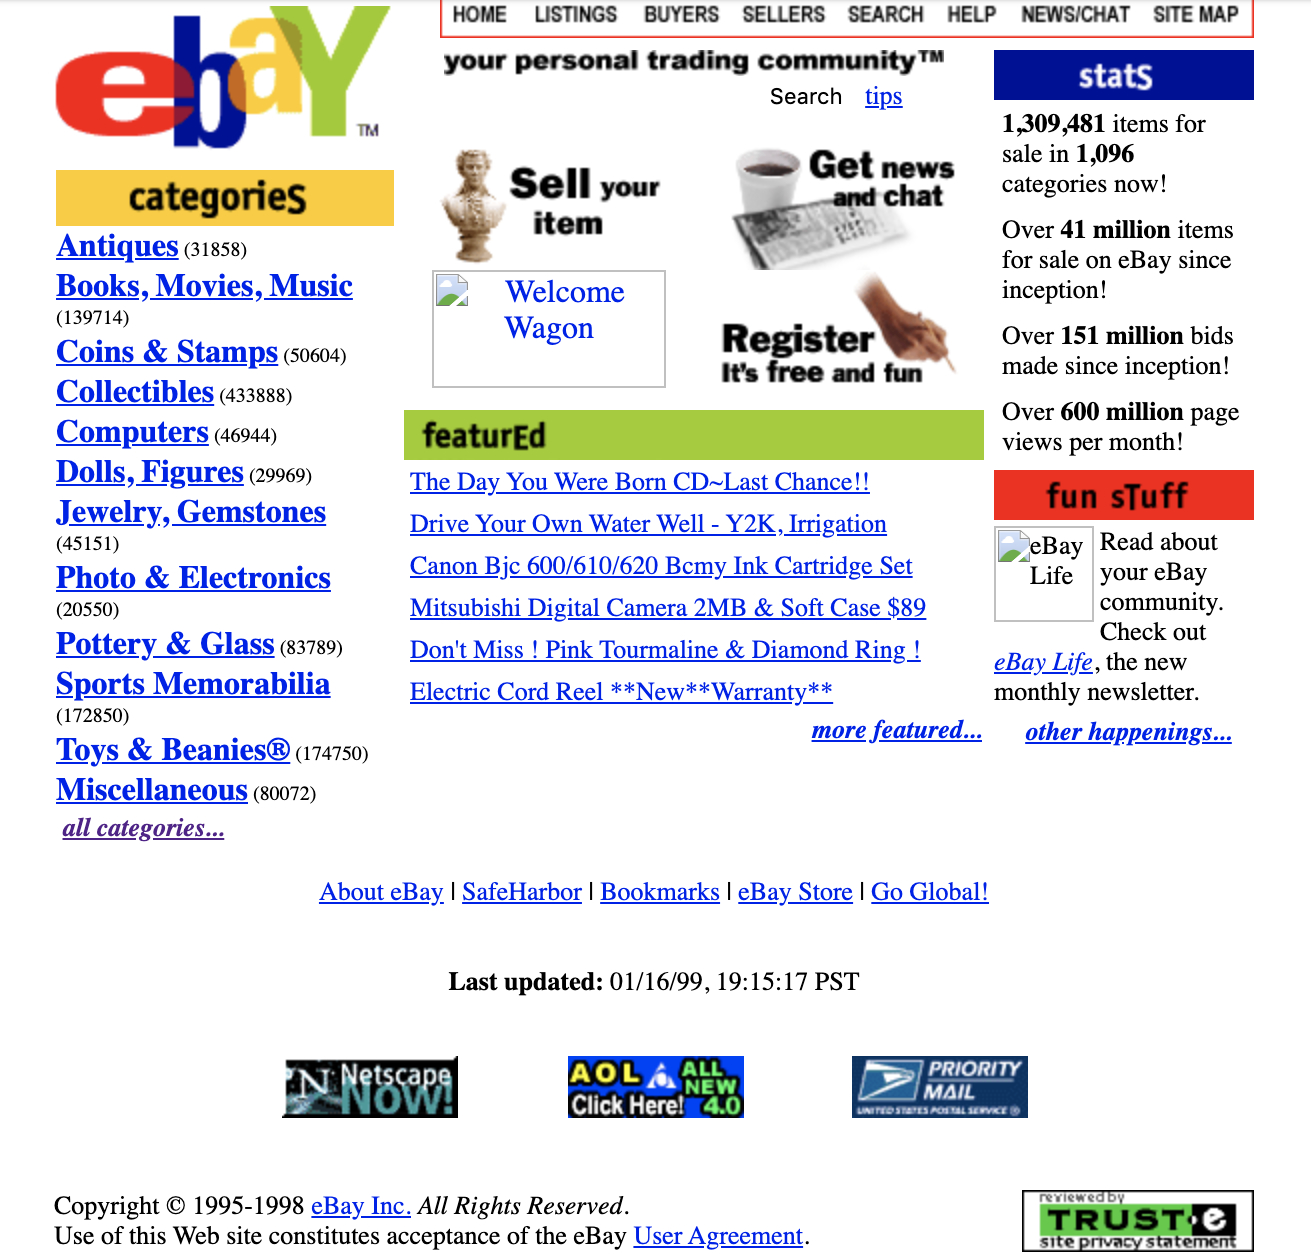 ebaY™
HOME LISTINGS BUYERS SELLERS SEARCH HELP NEWS/CHAT SITE MAP
your personal trading community™
Search tips
categorieS
Antiques (31858)
Books, Movies, Music
(139714)
Coins & Stamps (50604)
Collectibles (433888)
Computers (46944)
Dolls, Figures (29969)
Jewelry, Gemstones
(45151)
Photo & Electronics
(20550)
Pottery & Glass (83789)
Sports Memorabilia
(172850)
Toys & Beanies® (174750)
Miscellaneous (80072)
all categories...
Sell your
item
Get news
and chat
Welcome
Wagon
Register
It's free and fun
featurEd
The Day You Were Born CD~Last Chance!!
Drive Your Own Water Well - Y2K, Irrigation
Canon Bjc 600/610/620 Bcmy Ink Cartridge Set
Mitsubishi Digital Camera 2MB & Soft Case $89
Don't Miss ! Pink Tourmaline & Diamond Ring !
Electric Cord Reel **New**Warranty**
more featured...
statS
1,309,481 items for
sale in 1,096
categories now!
Over 41 million items
for sale on eBay since
inception!
Over 151 million bids
made since inception!
Over 600 million page
views per month!
fun sTuff
eBay
Life
Read about
your eBay
community.
Check out
eBay Life, the new
monthly newsletter.
other happenings...
About eBay | SafeHarbor | Bookmarks | eBay Store | Go Global!
Last updated: 01/16/99, 19:15:17 PST
N Netscape
NOW!
AOL ALL
NEW
Click Here! 4.0
PRIORITY
MAIL
UNITED STATES POSTAL SERVICE ®
Copyright © 1995-1998 eBay Inc. All Rights Reserved.
Use of this Web site constitutes acceptance of the eBay User Agreement.
reviewed by
TRUST·e
site privacy statement